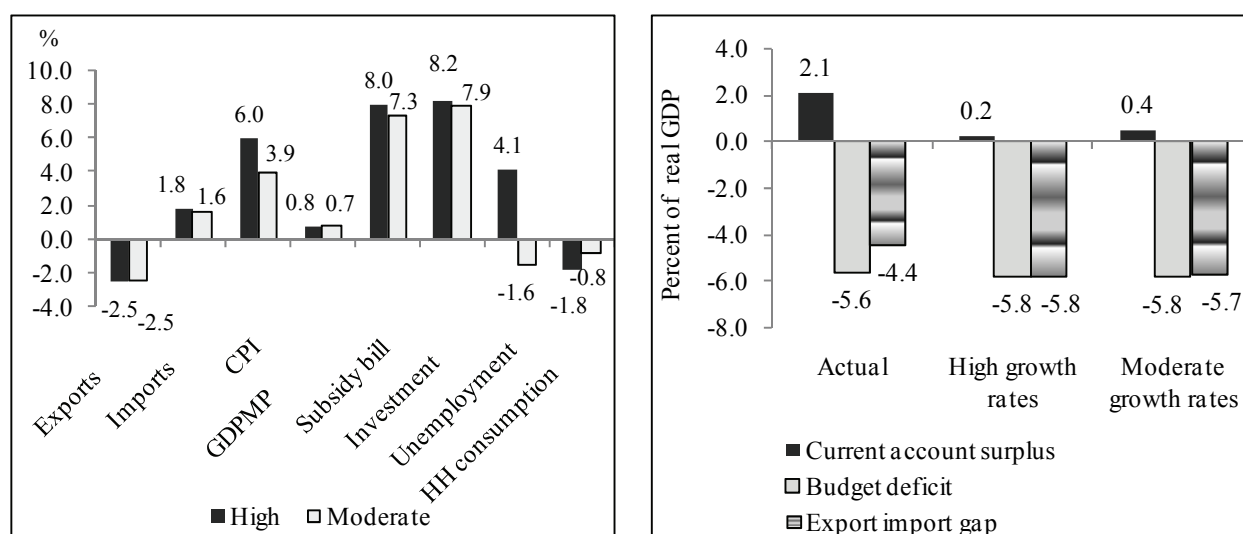 %
10.0
8.0
6.0
4.0
2.0
0.0
-2.0
-4.0
-2.5
-2.5
1.8
1.6
6.0
3.9
0.8
0.7
8.0
7.3
8.2
7.9
4.1
-1.6
-1.8
-0.8
Exports
Imports
CPI
GDPMP
Subsidy bill
Investment
Unemployment
HH consumption
High
Moderate
Percent of real GDP
4.0
2.0
0.0
-2.0
-4.0
-6.0
-8.0
2.1
-5.6
-4.4
0.2
-5.8
-5.8
0.4
-5.8
-5.7
Actual
High growth
rates
Moderate
growth rates
Current account surplus
Budget deficit
Export import gap